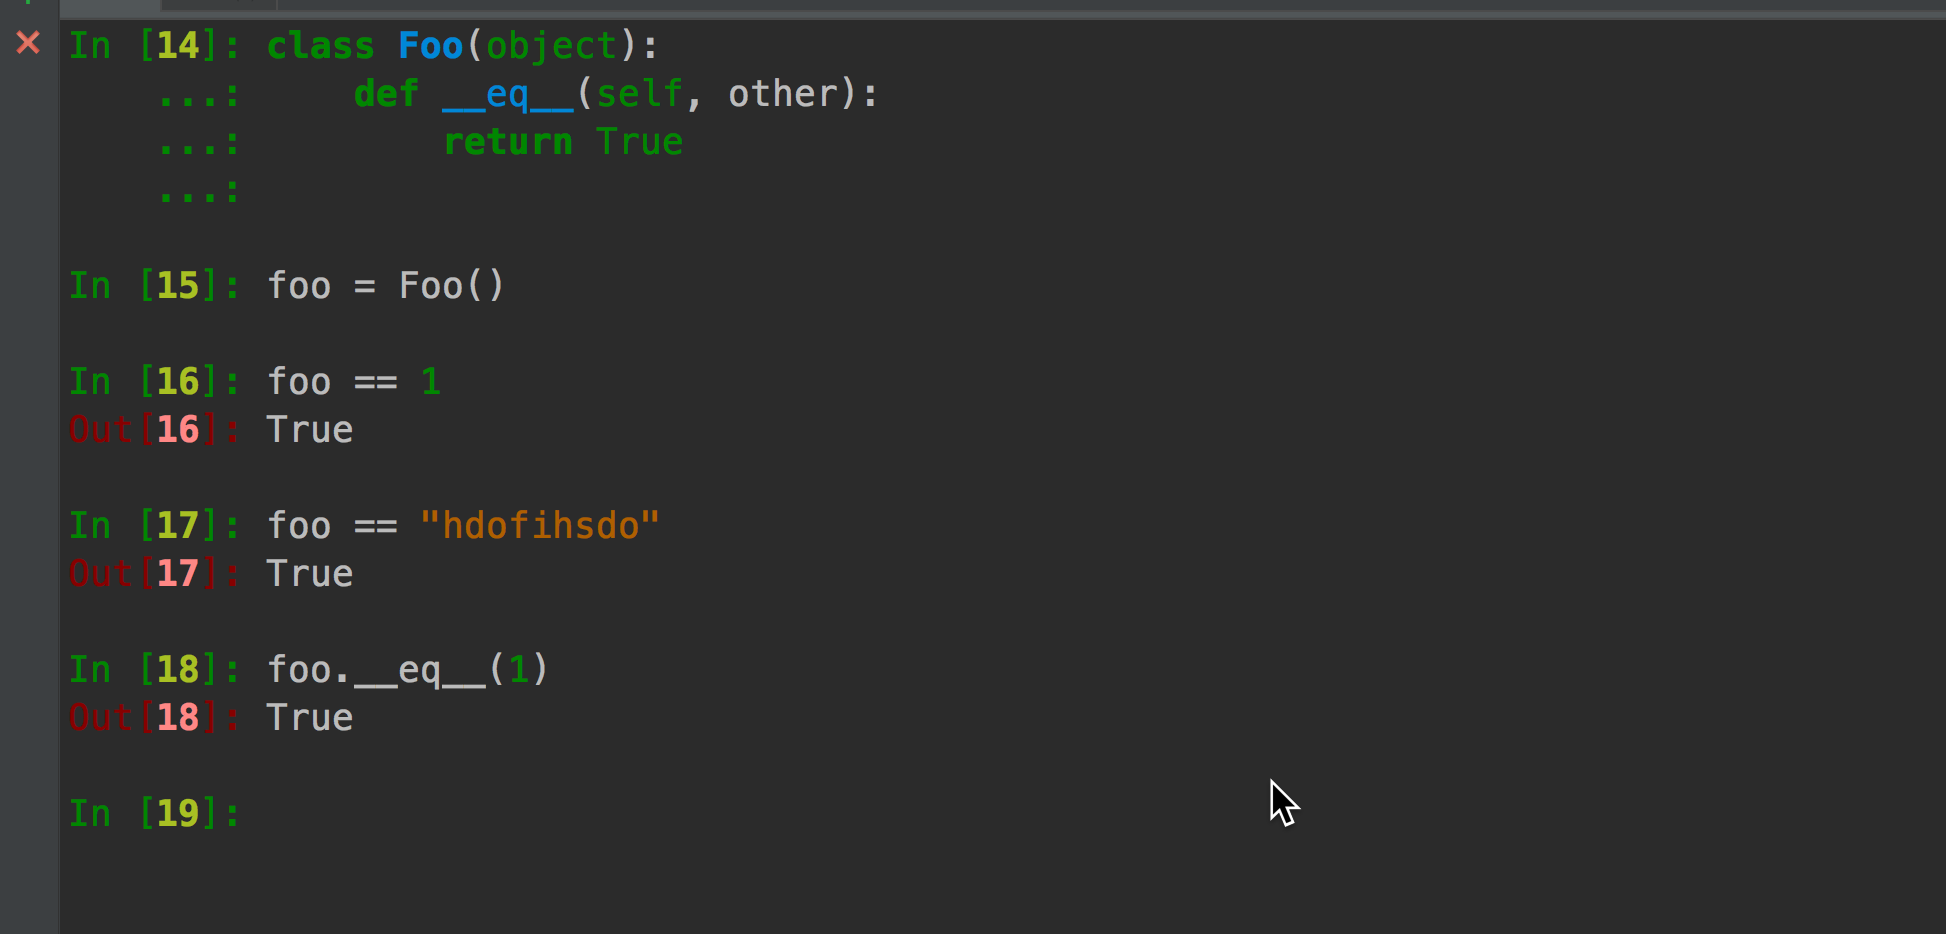 In [14]: class Foo(object):
    ...:     def __eq__(self, other):
    ...:         return True
    ...:
In [15]: foo = Foo()
In [16]: foo == 1
Out[16]: True
In [17]: foo == "hdofihsdo"
Out[17]: True
In [18]: foo.__eq__(1)
Out[18]: True
In [19]: